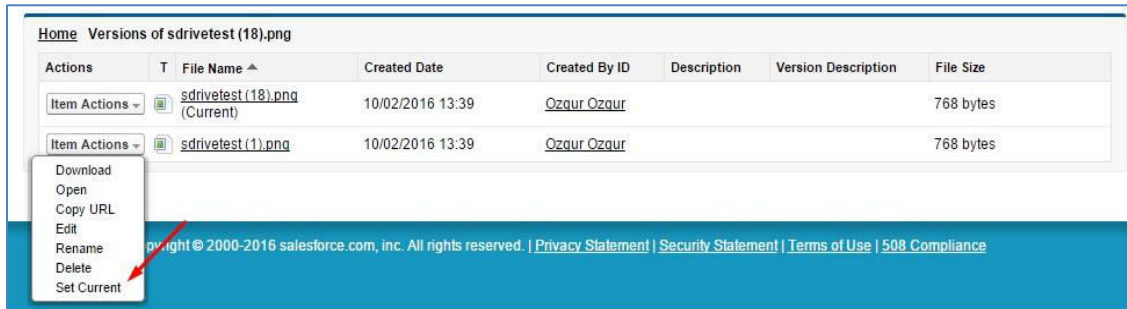 Home Versions of sdrivetest (18).png
Actions T File Name Created Date Created By ID Description Version Description File Size
Item Actions sdrivetest (18).png (Current) 10/02/2016 13:39 Ozgur Ozgur 768 bytes
Item Actions sdrivetest (1).png 10/02/2016 13:39 Ozgur Ozgur 768 bytes
Download
Open
Copy URL
Edit
Rename
Delete
Set Current
pyright © 2000-2016 salesforce.com, inc. All rights reserved. | Privacy Statement | Security Statement | Terms of Use | 508 Compliance